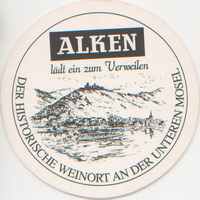 ALKEN
lädt ein zum Verweilen
DER HISTORISCHE WEINORT AN DER UNTEREN MOSEL